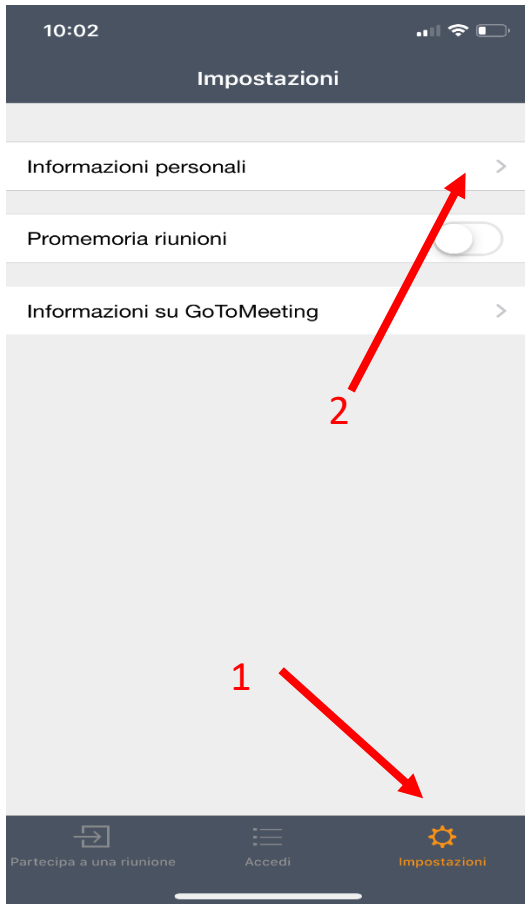 10:02
Impostazioni
Informazioni personali
Promemoria riunioni
Informazioni su GoToMeeting
2
1
Partecipa a una riunione
Accedi
Impostazioni